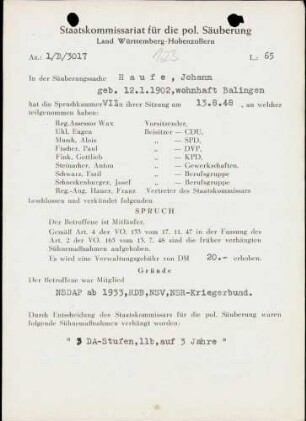 Staatskommissariat für die pol. Säuberung
Land Württemberg-Hohenzollern
Az.: 1/D/3017 123 L: 65
In der Säuberungssache H a u f e , Johann
geb. 12.1.1902,wohnhaft Balingen
hat die Spruchkammer VII in ihrer Sitzung am 13.8.48 , an welcher
teilgenommen haben:
Reg.Assessor Wax Vorsitzender,
Ukl, Eugen Beisitzer — CDU,
Munk, Alois „ — SPD,
Fischer, Paul „ — DVP,
Fink, Gottlieb „ — KPD,
Steinacher, Anton „ — Gewerkschaften,
Schwarz, Emil „ — Berufsgruppe
Schneckenburger, Josef „ — Berufsgruppe
Reg.-Ang. Hauer, Franz Vertreter des Staatskommissars
beschlossen und verkündet folgenden
SPRUCH
Der Betroffene ist Mitläufer.
Gemäß Art. 4 der VO. 133 vom 17. 11. 47 in der Fassung des
Art. 2 der VO. 165 vom 13. 7. 48 sind die früher verhängten
Sühnemaßnahmen aufgehoben.
Es wird eine Verwaltungsgebühr von DM 20.- erhoben.
Gründe
Der Betroffene war Mitglied
NSDAP ab 1933,RDB,NSV,NSR-Kriegerbund.
Durch Entscheidung des Staatskommissars für die pol. Säuberung waren
folgende Sühnemaßnahmen verhängt worden:
" 3 DA-Stufen,11b,auf 3 Jahre "